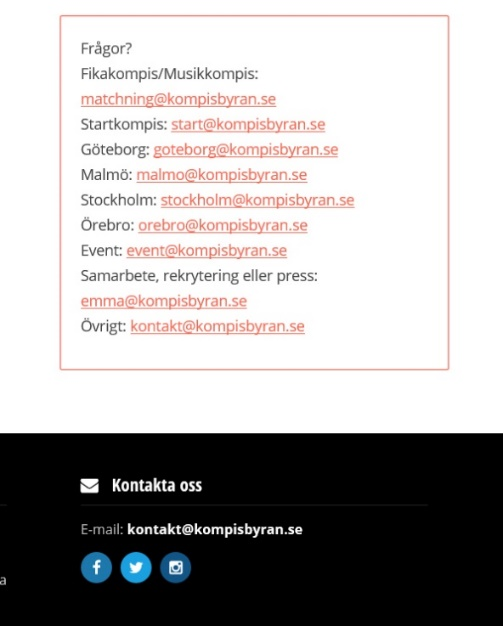 Frågor?
Fikakompis/Musikkompis:
matchning@kompisbyran.se
Startkompis: start@kompisbyran.se
Göteborg: goteborg@kompisbyran.se
Malmö: malmo@kompisbyran.se
Stockholm: stockholm@kompisbyran.se
Örebro: orebro@kompisbyran.se
Event: event@kompisbyran.se
Samarbete, rekrytering eller press:
emma@kompisbyran.se
Övrigt: kontakt@kompisbyran.se
Kontakta oss
E-mail: kontakt@kompisbyran.se